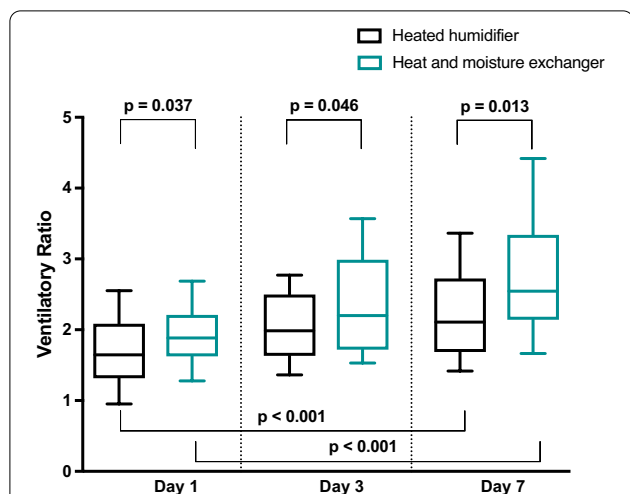 Heated humidifier
Heat and moisture exchanger
p = 0.037
p = 0.046
p = 0.013
5
4
3
2
1
0
Ventilatory Ratio
p < 0.001
p < 0.001
Day 1
Day 3
Day 7